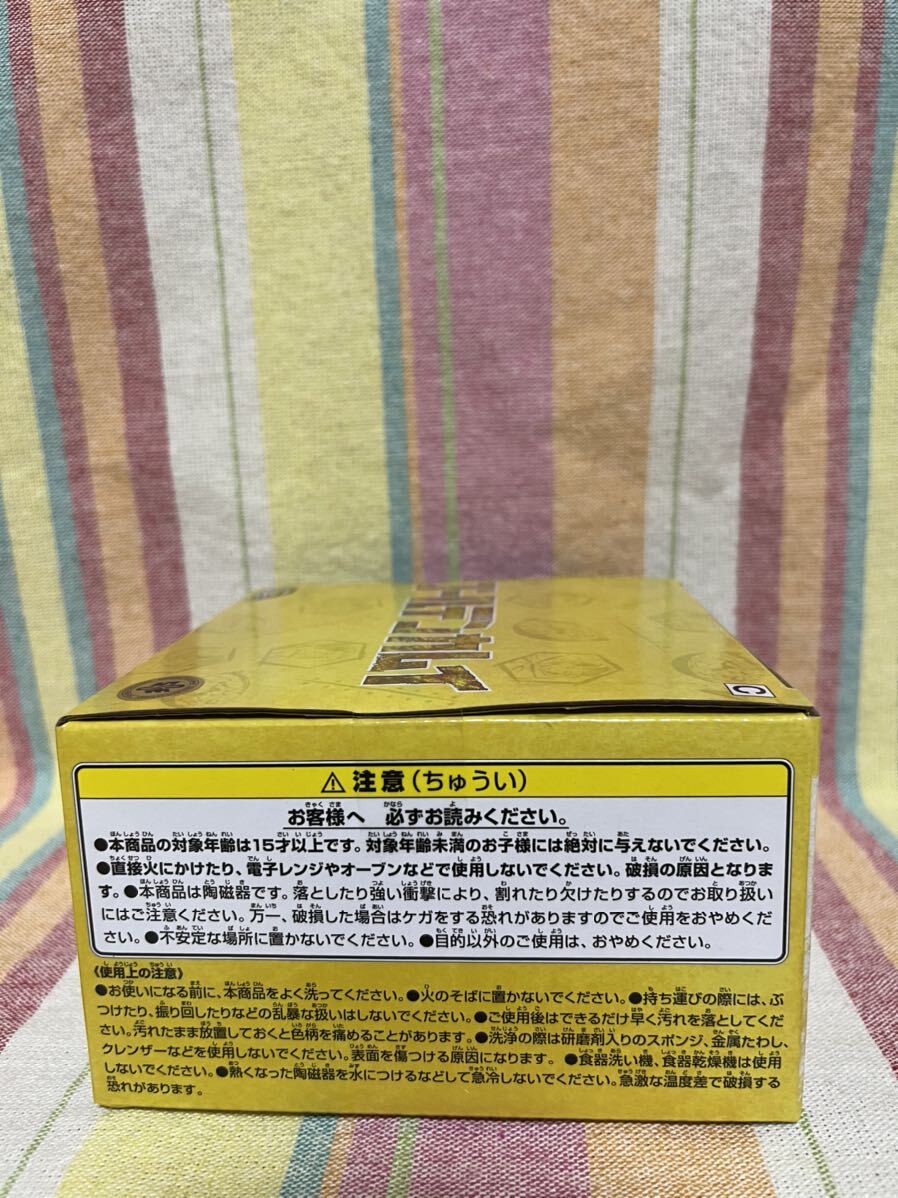 C
⚠ 注意(ちゅうい)
お客様へ 必ずお読みください。
●本商品の対象年齢は15才以上です。対象年齢未満のお子様には絶対に与えないでください。
●直接火にかけたり、電子レンジやオーブンなどで使用しないでください。破損の原因となりま
す。●本商品は陶磁器です。落としたり強い衝撃により、割れたり欠けたりするのでお取り扱い
にはご注意ください。万一、破損した場合はケガをする恐れがありますのでご使用をおやめくだ
さい。●不安定な場所に置かないでください。●目的以外のご使用は、おやめください。
《使用上の注意》
●お使いになる前に、本商品をよく洗ってください。●火のそばに置かないでください。●持ち運びの際には、ぶ
つけたり、振り回したりなどの乱暴な扱いはしないでください。●ご使用後はできるだけ早く汚れを落としてくだ
さい。汚れたまま放置しておくと色柄を痛めることがあります。●洗浄の際は研磨剤入りのスポンジ、金属たわし、
クレンザーなどを使用しないでください。表面を傷つける原因になります。●食器洗い機、食器乾燥機は使用
しないでください。●熱くなった陶磁器を水につけるなどして急冷しないでください。急激な温度差で破損する
恐れがあります。